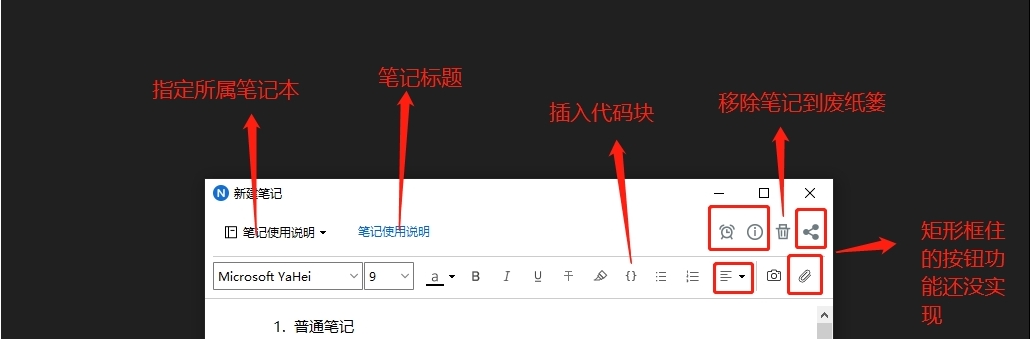 笔记标题
指定所属笔记本
移除笔记到废纸篓
插入代码块
N 新建笔记
笔记使用说明 笔记使用说明
矩形框住
的按钮功
能还没实
现
Microsoft YaHei 9 a B I U T {}
1. 普通笔记